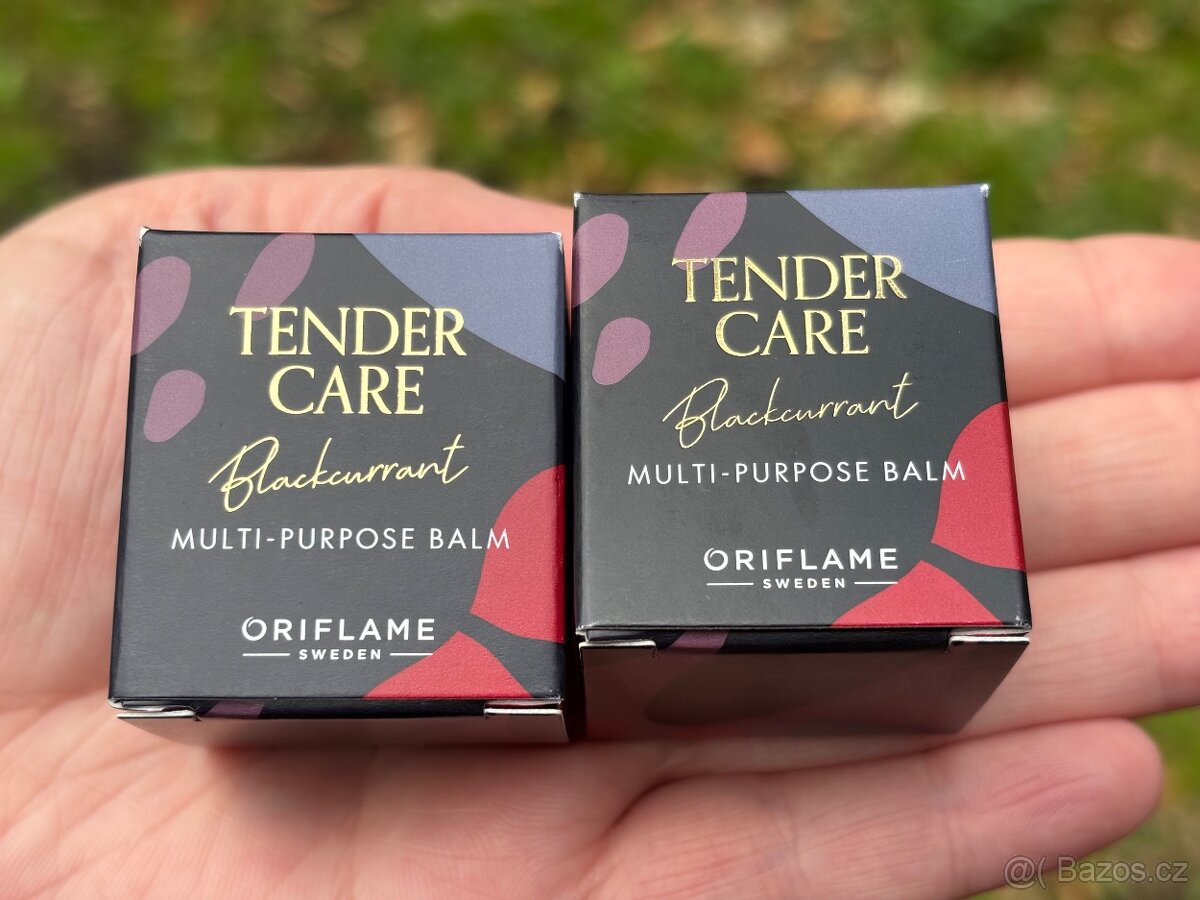 TENDER
CARE
Blackcurrant
MULTI-PURPOSE BALM
ORIFLAME
SWEDEN
TENDER
CARE
Blackcurrant
MULTI-PURPOSE BALM
ORIFLAME
SWEDEN
@( Bazos.cz